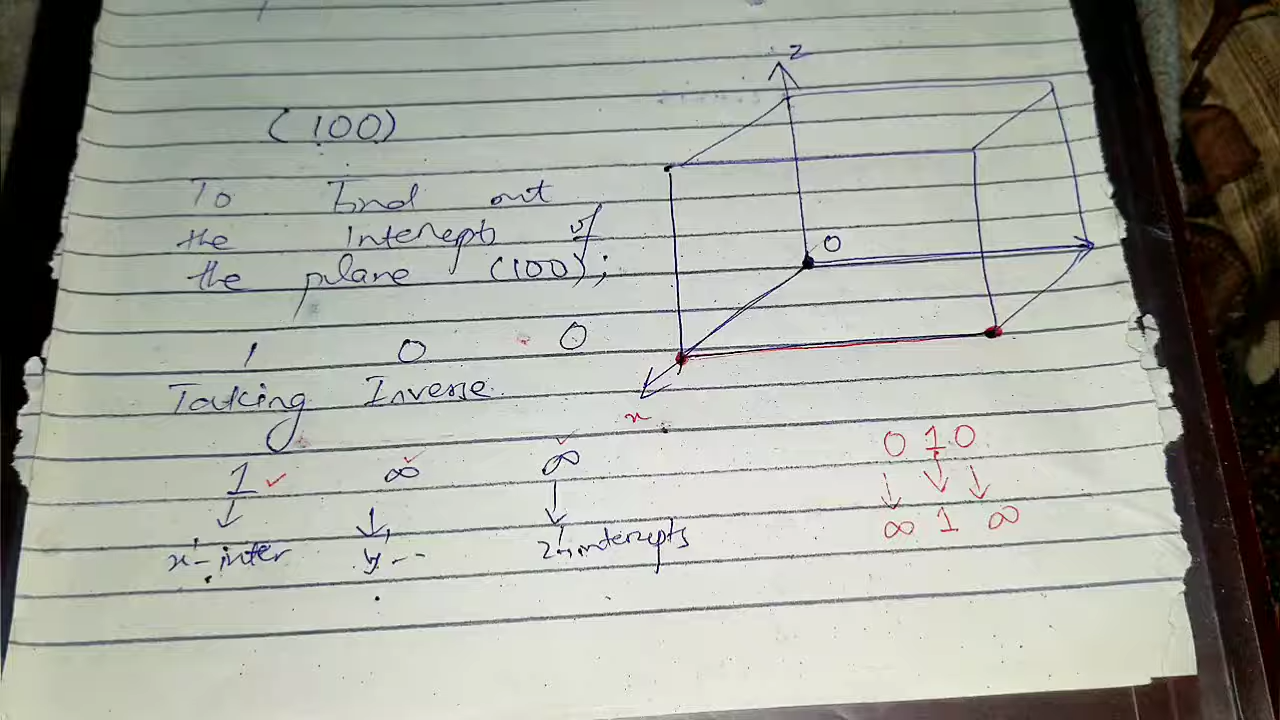 (100)
To Find out
the Intercepts of
the plane (100);
1 0 0
Taking Inverse
1 ✓ ∞ ∞
x-inter y-- z-intercepts
z
0
x
0 1 0
∞ 1 ∞